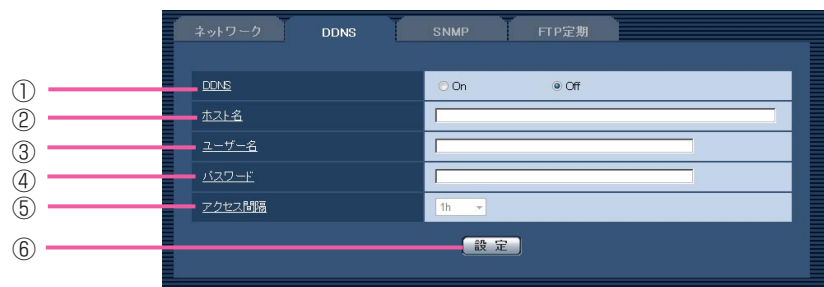 ネットワーク DDNS SNMP FTP定期
① DDNS On Off
② ホスト名
③ ユーザー名
④ パスワード
⑤ アクセス間隔 1h
⑥ 設定